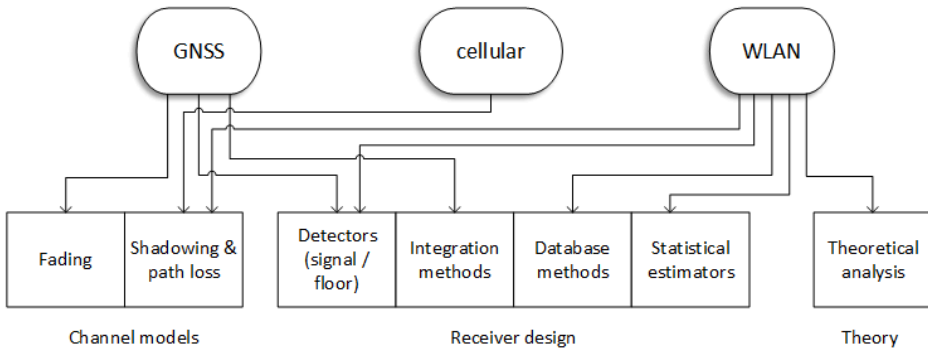 GNSS
cellular
WLAN
Fading
Shadowing &
path loss
Detectors
(signal /
floor)
Integration
methods
Database
methods
Statistical
estimators
Theoretical
analysis
Channel models
Receiver design
Theory